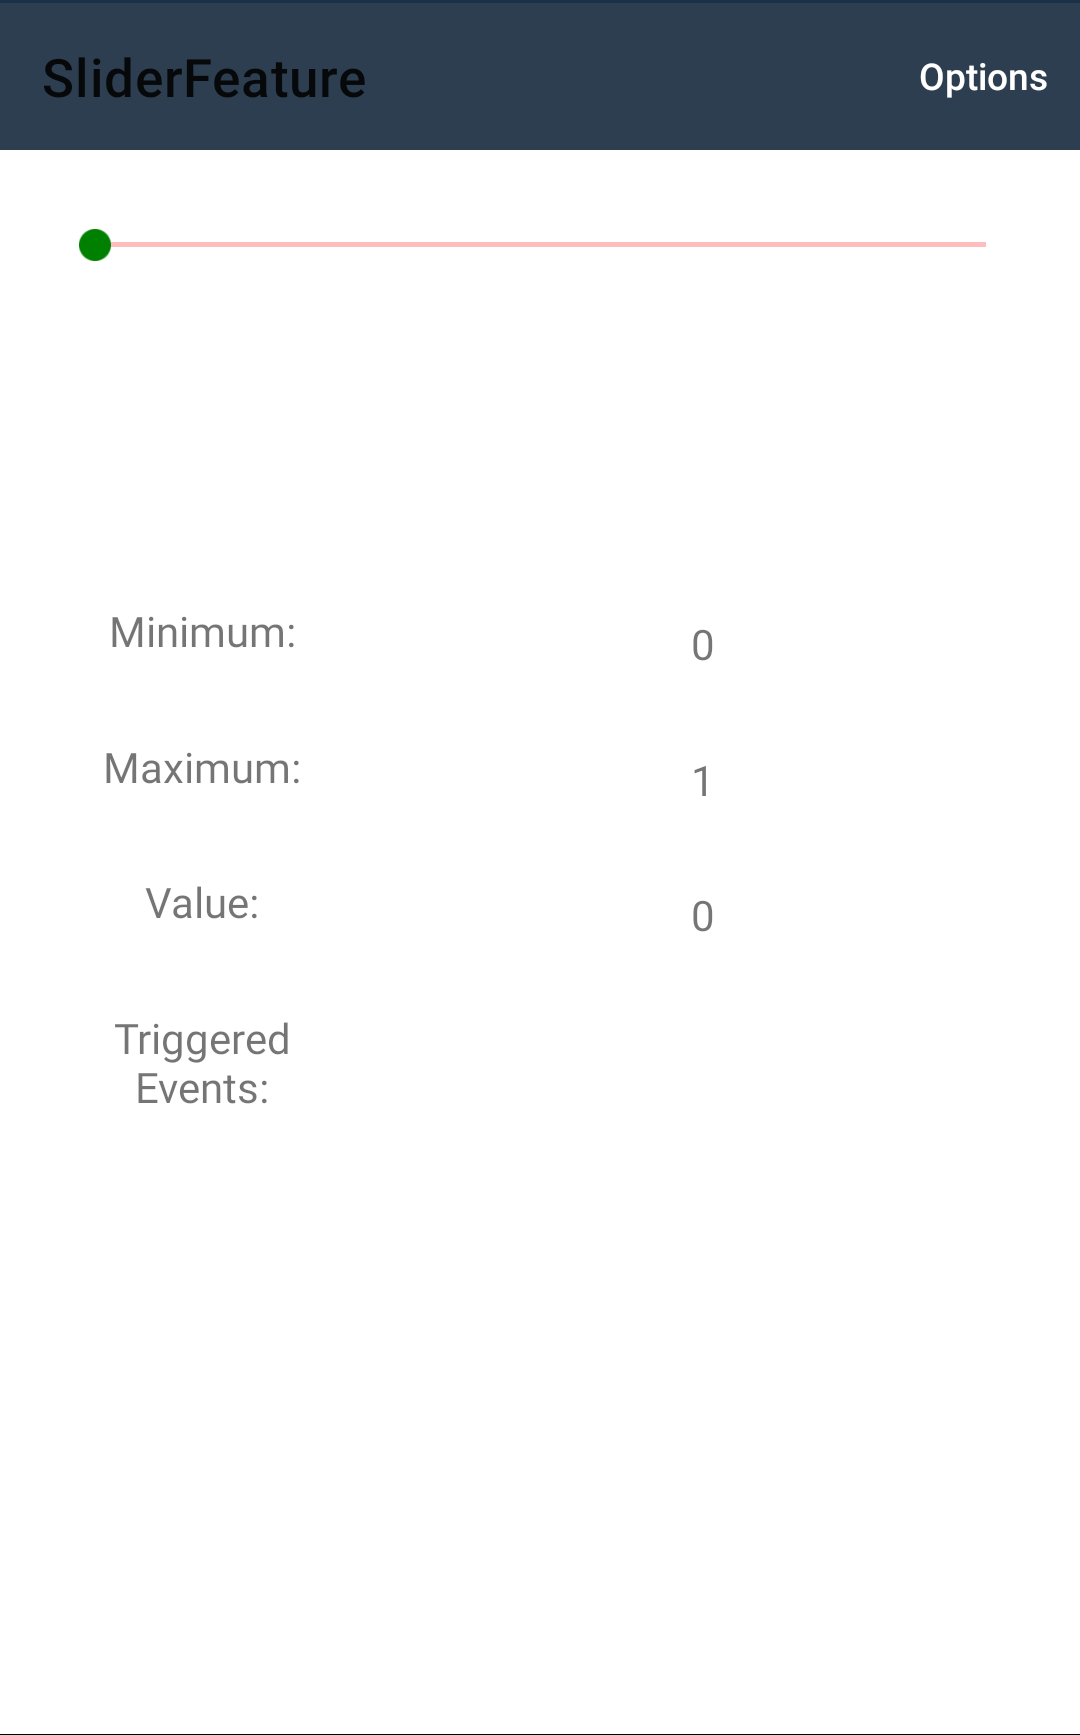 SliderFeature
Options
Minimum:
0
Maximum:
1
Value:
0
Triggered
Events: